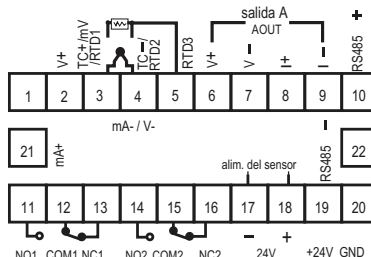 salida A
AOUT
+
V+
TC+/mV
/RTD1
TC-/
RTD2
RTD3
V+
V-
I+
I-
RS485
1 2 3 4 5 6 7 8 9 10
mA- / V-
21
mA+
alim. del sensor
-
RS485
22
11 12 13 14 15 16 17 18 19 20
- +
NO1 COM1 NC1 NO2 COM2 NC2 24V +24V GND